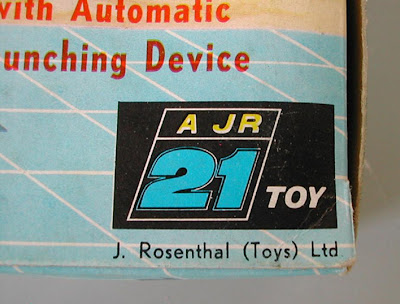 with Automatic
unching Device
A JR
21
TOY
J. Rosenthal (Toys) Ltd